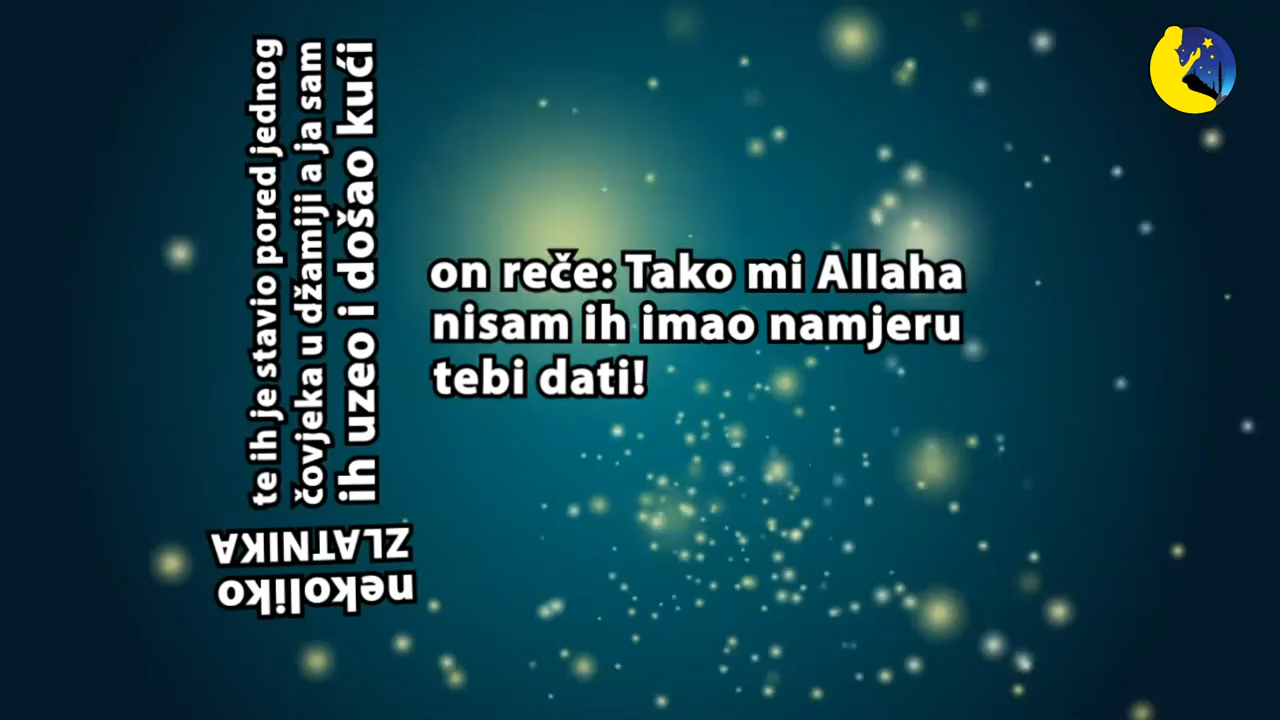 nekoliko
ZLATNIKA
te ih je stavio pored jednog
čovjeka u džamiji a ja sam
ih uzeo i došao kući
on reče: Tako mi Allaha
nisam ih imao namjeru
tebi dati!